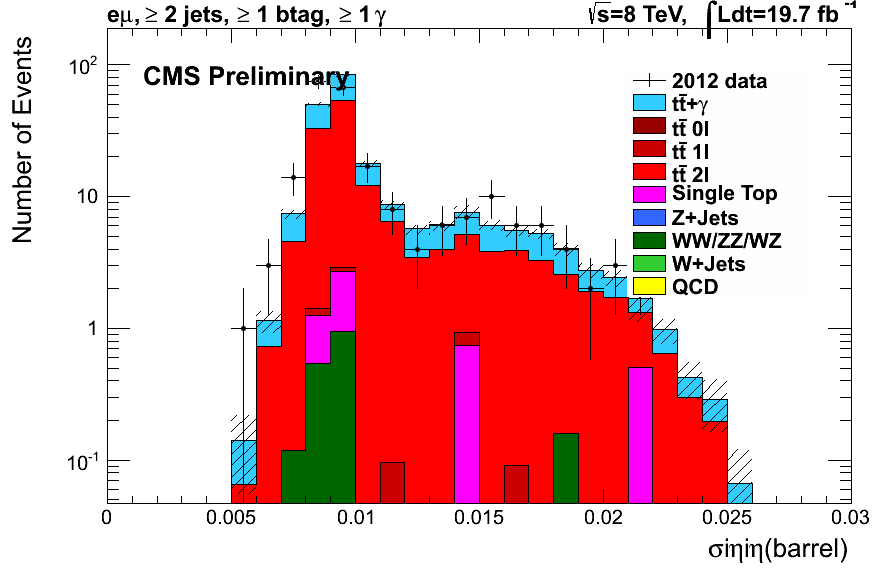 eμ, ≥ 2 jets, ≥ 1 btag, ≥ 1 γ √s=8 TeV, ∫Ldt=19.7 fb⁻¹
CMS Preliminary
2012 data
tt̄+γ
tt̄ 0l
tt̄ 1l
tt̄ 2l
Single Top
Z+Jets
WW/ZZ/WZ
W+Jets
QCD
Number of Events
10²
10
1
10⁻¹
0 0.005 0.01 0.015 0.02 0.025 0.03
σiηiη(barrel)